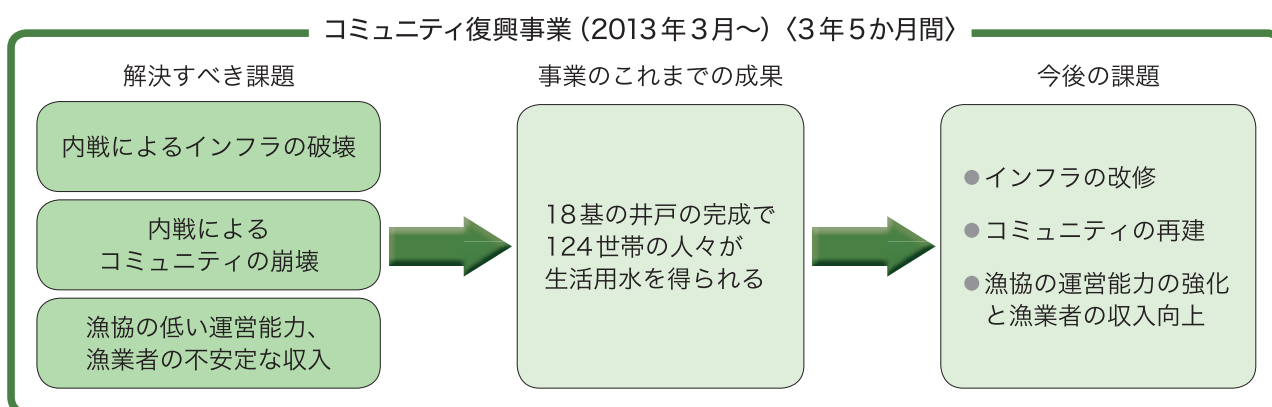 コミュニティ復興事業（2013年3月～）〈3年5か月間〉
解決すべき課題
内戦によるインフラの破壊
内戦による
コミュニティの崩壊
漁協の低い運営能力、
漁業者の不安定な収入
事業のこれまでの成果
18基の井戸の完成で
124世帯の人々が
生活用水を得られる
今後の課題
●インフラの改修
●コミュニティの再建
●漁協の運営能力の強化
と漁業者の収入向上